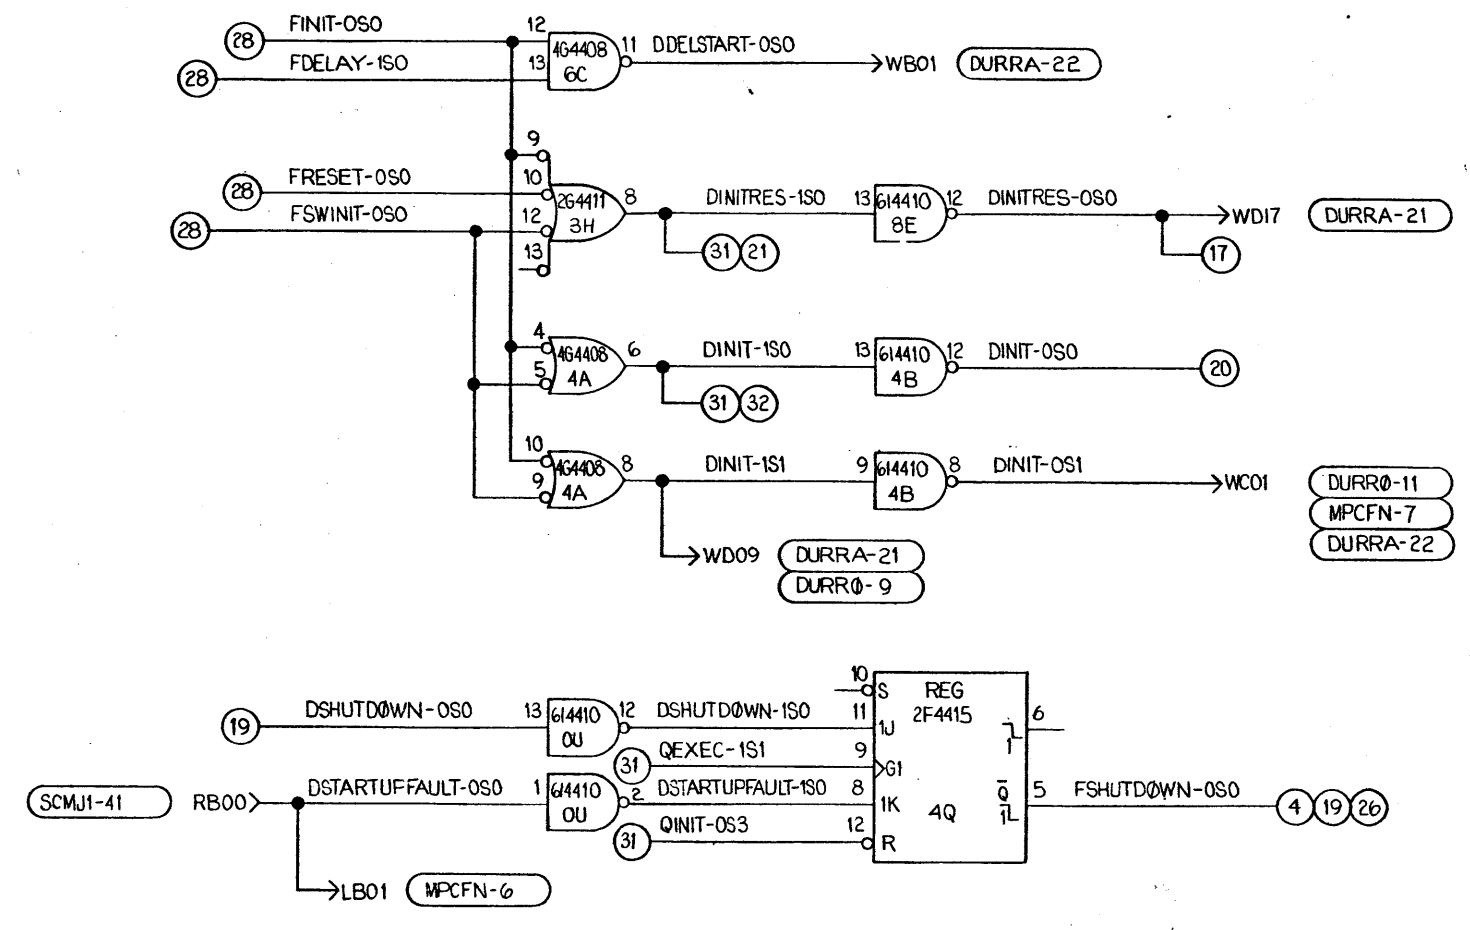 FINIT-0S0
12
28
4G4408
11
DDELSTART-0S0
FDELAY-1S0
13
6C
WB01
DURRA-22
28
9
FRESET-0S0
10
28
2G4411
8
DINITRES-1S0
13
614410
12
DINITRES-0S0
FSWINIT-0S0
12
3H
8E
WD17
DURRA-21
28
13
31
21
17
4
4G4408
6
DINIT-1S0
13
614410
12
DINIT-0S0
5
4A
4B
20
31
32
10
4G4408
8
DINIT-1S1
9
614410
8
DINIT-0S1
9
4A
4B
WC01
DURRØ-11
MPCFN-7
DURRA-22
WD09
DURRA-21
DURRØ-9
10
S
REG
DSHUTDØWN-0S0
13
614410
12
DSHUTDØWN-1S0
11
2F4415
6
19
0U
1J
1
QEXEC-1S1
9
31
G1
DSTARTUPFAULT-0S0
1
614410
2
DSTARTUPFAULT-1S0
8
Q
5
FSHUTDØWN-0S0
SCMJ1-41
RB00
0U
1K
4Q
1
4
19
26
QINIT-0S3
12
31
R
LB01
MPCFN-6